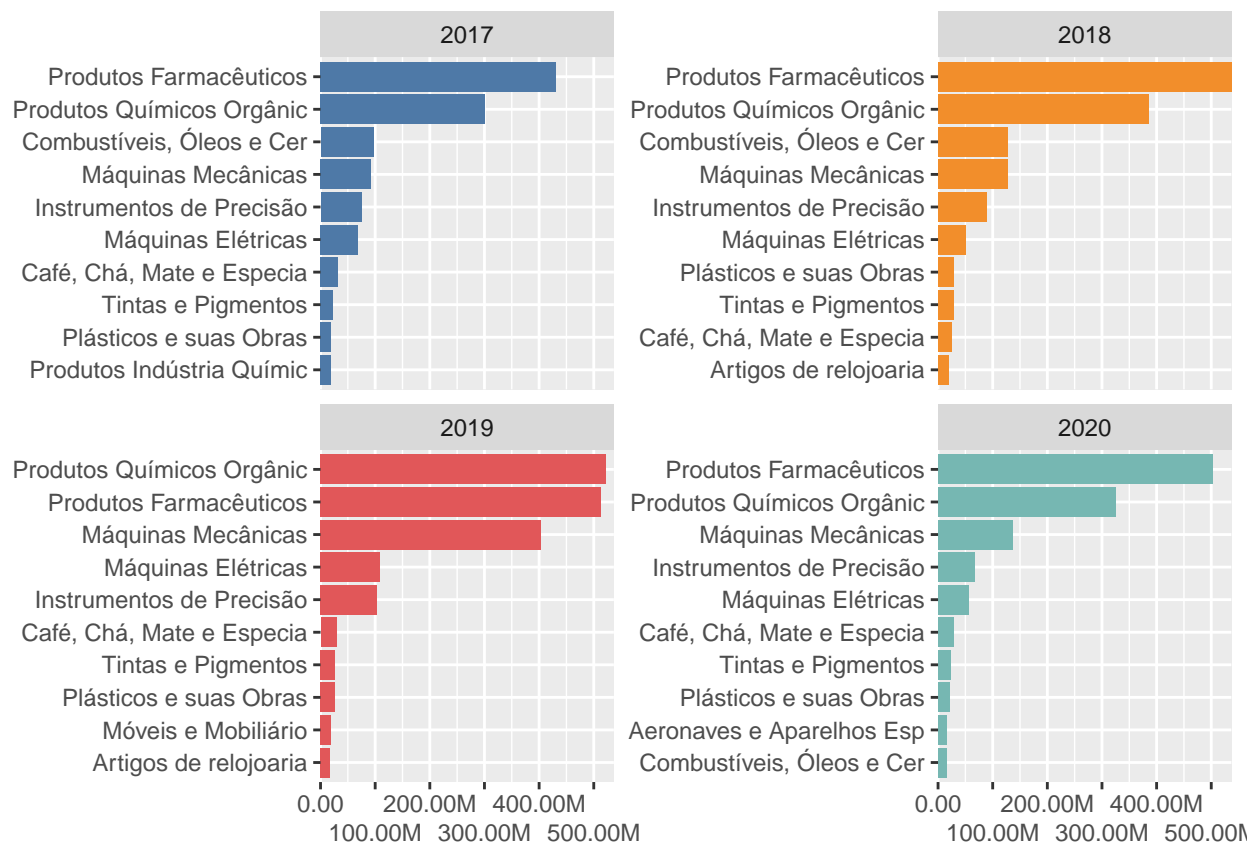 2017
Produtos Farmacêuticos
Produtos Químicos Orgânic
Combustíveis, Óleos e Cer
Máquinas Mecânicas
Instrumentos de Precisão
Máquinas Elétricas
Café, Chá, Mate e Especia
Tintas e Pigmentos
Plásticos e suas Obras
Produtos Indústria Químic
2018
Produtos Farmacêuticos
Produtos Químicos Orgânic
Combustíveis, Óleos e Cer
Máquinas Mecânicas
Instrumentos de Precisão
Máquinas Elétricas
Plásticos e suas Obras
Tintas e Pigmentos
Café, Chá, Mate e Especia
Artigos de relojoaria
2019
Produtos Químicos Orgânic
Produtos Farmacêuticos
Máquinas Mecânicas
Máquinas Elétricas
Instrumentos de Precisão
Café, Chá, Mate e Especia
Tintas e Pigmentos
Plásticos e suas Obras
Móveis e Mobiliário
Artigos de relojoaria
0.00 200.00M 400.00M
100.00M 300.00M 500.00M
2020
Produtos Farmacêuticos
Produtos Químicos Orgânic
Máquinas Mecânicas
Instrumentos de Precisão
Máquinas Elétricas
Café, Chá, Mate e Especia
Tintas e Pigmentos
Plásticos e suas Obras
Aeronaves e Aparelhos Esp
Combustíveis, Óleos e Cer
0.00 200.00M 400.00M
100.00M 300.00M 500.00M